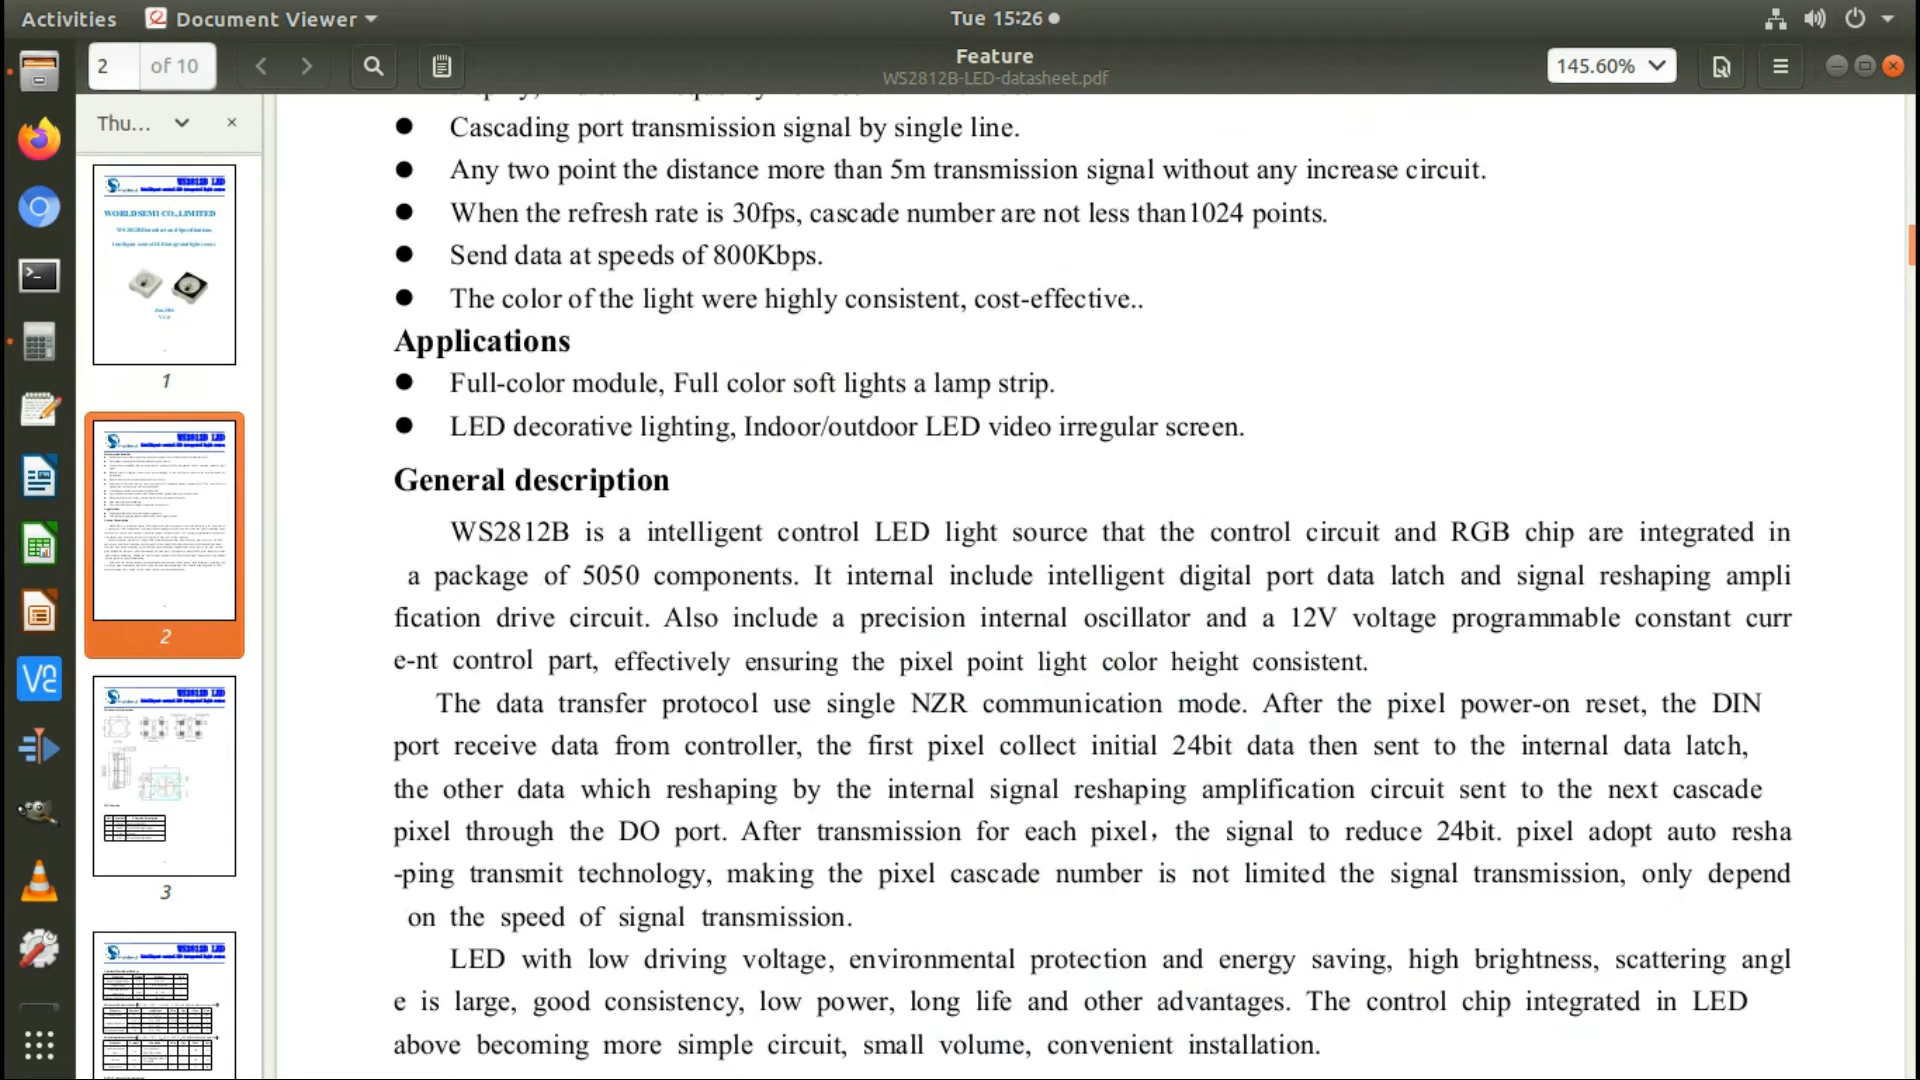 Activities
Document Viewer
Tue 15:26
2
of 10
Feature
WS2812B-LED-datasheet.pdf
145.60%
Thu...
WS2812B LED
WORLDSEMI CO.,LIMITED
1
2
3
● Cascading port transmission signal by single line.
● Any two point the distance more than 5m transmission signal without any increase circuit.
● When the refresh rate is 30fps, cascade number are not less than1024 points.
● Send data at speeds of 800Kbps.
● The color of the light were highly consistent, cost-effective..
Applications
● Full-color module, Full color soft lights a lamp strip.
● LED decorative lighting, Indoor/outdoor LED video irregular screen.
General description
WS2812B is a intelligent control LED light source that the control circuit and RGB chip are integrated in
a package of 5050 components. It internal include intelligent digital port data latch and signal reshaping ampli
fication drive circuit. Also include a precision internal oscillator and a 12V voltage programmable constant curr
e-nt control part, effectively ensuring the pixel point light color height consistent.
The data transfer protocol use single NZR communication mode. After the pixel power-on reset, the DIN
port receive data from controller, the first pixel collect initial 24bit data then sent to the internal data latch,
the other data which reshaping by the internal signal reshaping amplification circuit sent to the next cascade
pixel through the DO port. After transmission for each pixel，the signal to reduce 24bit. pixel adopt auto resha
-ping transmit technology, making the pixel cascade number is not limited the signal transmission, only depend
on the speed of signal transmission.
LED with low driving voltage, environmental protection and energy saving, high brightness, scattering angl
e is large, good consistency, low power, long life and other advantages. The control chip integrated in LED
above becoming more simple circuit, small volume, convenient installation.